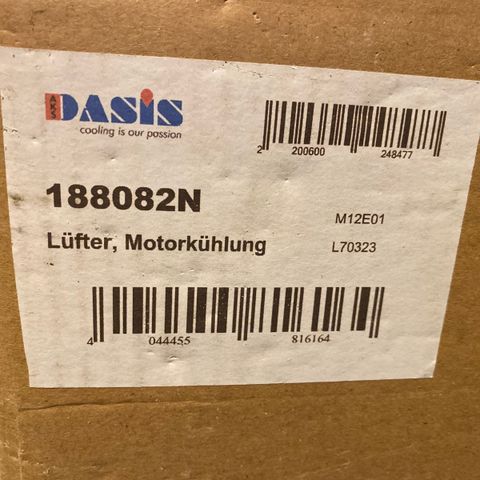 AKS
DASIS
cooling is our passion
2 200600 248477
188082N
M12E01
Lüfter, Motorkühlung
L70323
4 044455 816164